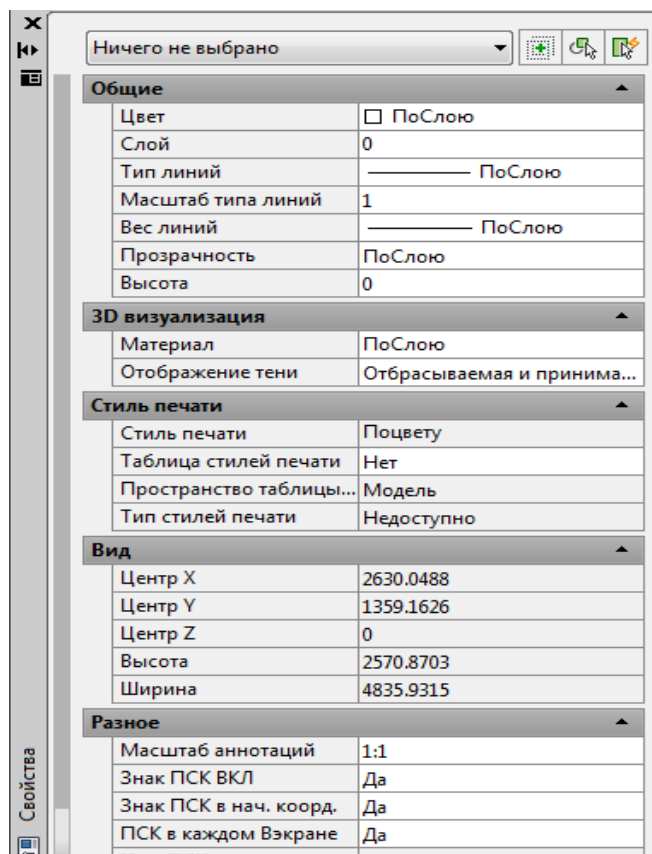 Ничего не выбрано
Общие
Цвет ПоСлою
Слой 0
Тип линий ПоСлою
Масштаб типа линий 1
Вес линий ПоСлою
Прозрачность ПоСлою
Высота 0
3D визуализация
Материал ПоСлою
Отображение тени Отбрасываемая и принима...
Стиль печати
Стиль печати Поцвету
Таблица стилей печати Нет
Пространство таблицы... Модель
Тип стилей печати Недоступно
Вид
Центр X 2630.0488
Центр Y 1359.1626
Центр Z 0
Высота 2570.8703
Ширина 4835.9315
Разное
Масштаб аннотаций 1:1
Знак ПСК ВКЛ Да
Знак ПСК в нач. коорд. Да
ПСК в каждом Вэкране Да
Свойства